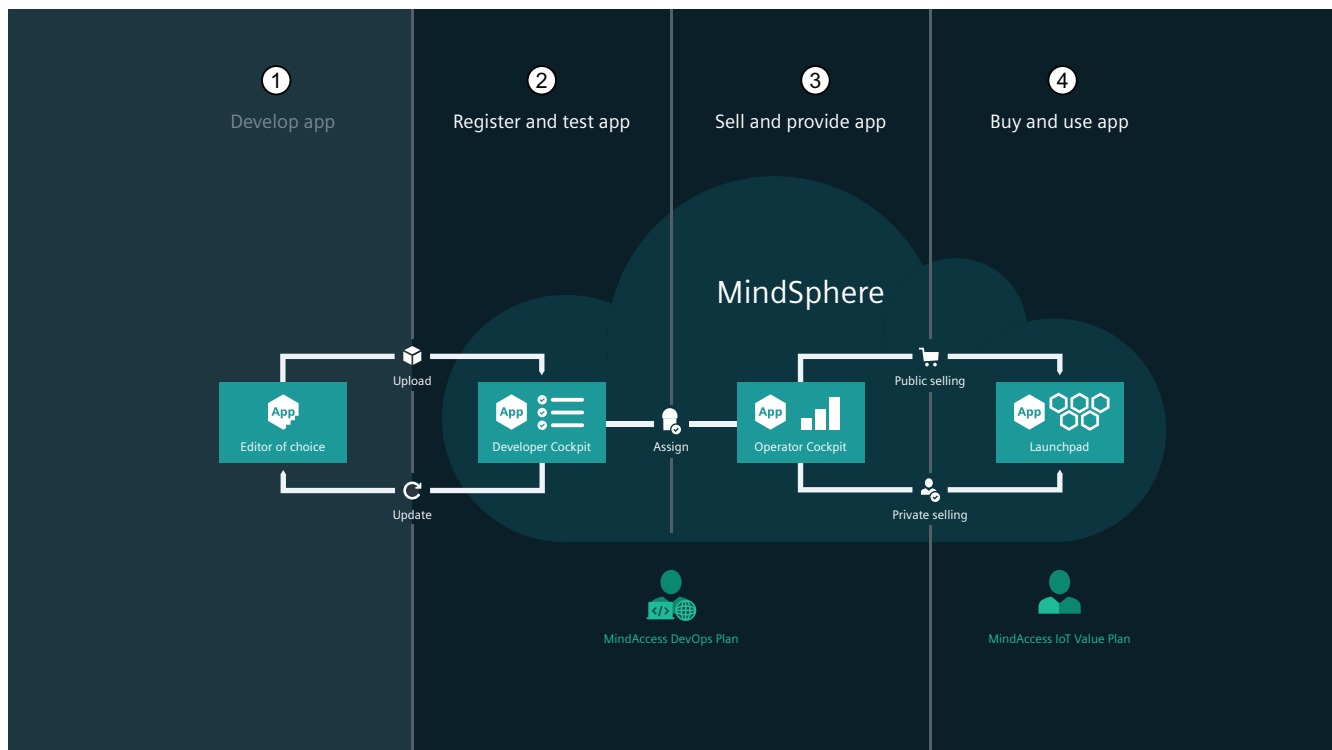 1
Develop app
2
Register and test app
3
Sell and provide app
4
Buy and use app
MindSphere
Upload
Public selling
App
Editor of choice
App
Developer Cockpit
Assign
App
Operator Cockpit
App
Launchpad
Update
Private selling
</>
MindAccess DevOps Plan
MindAccess IoT Value Plan